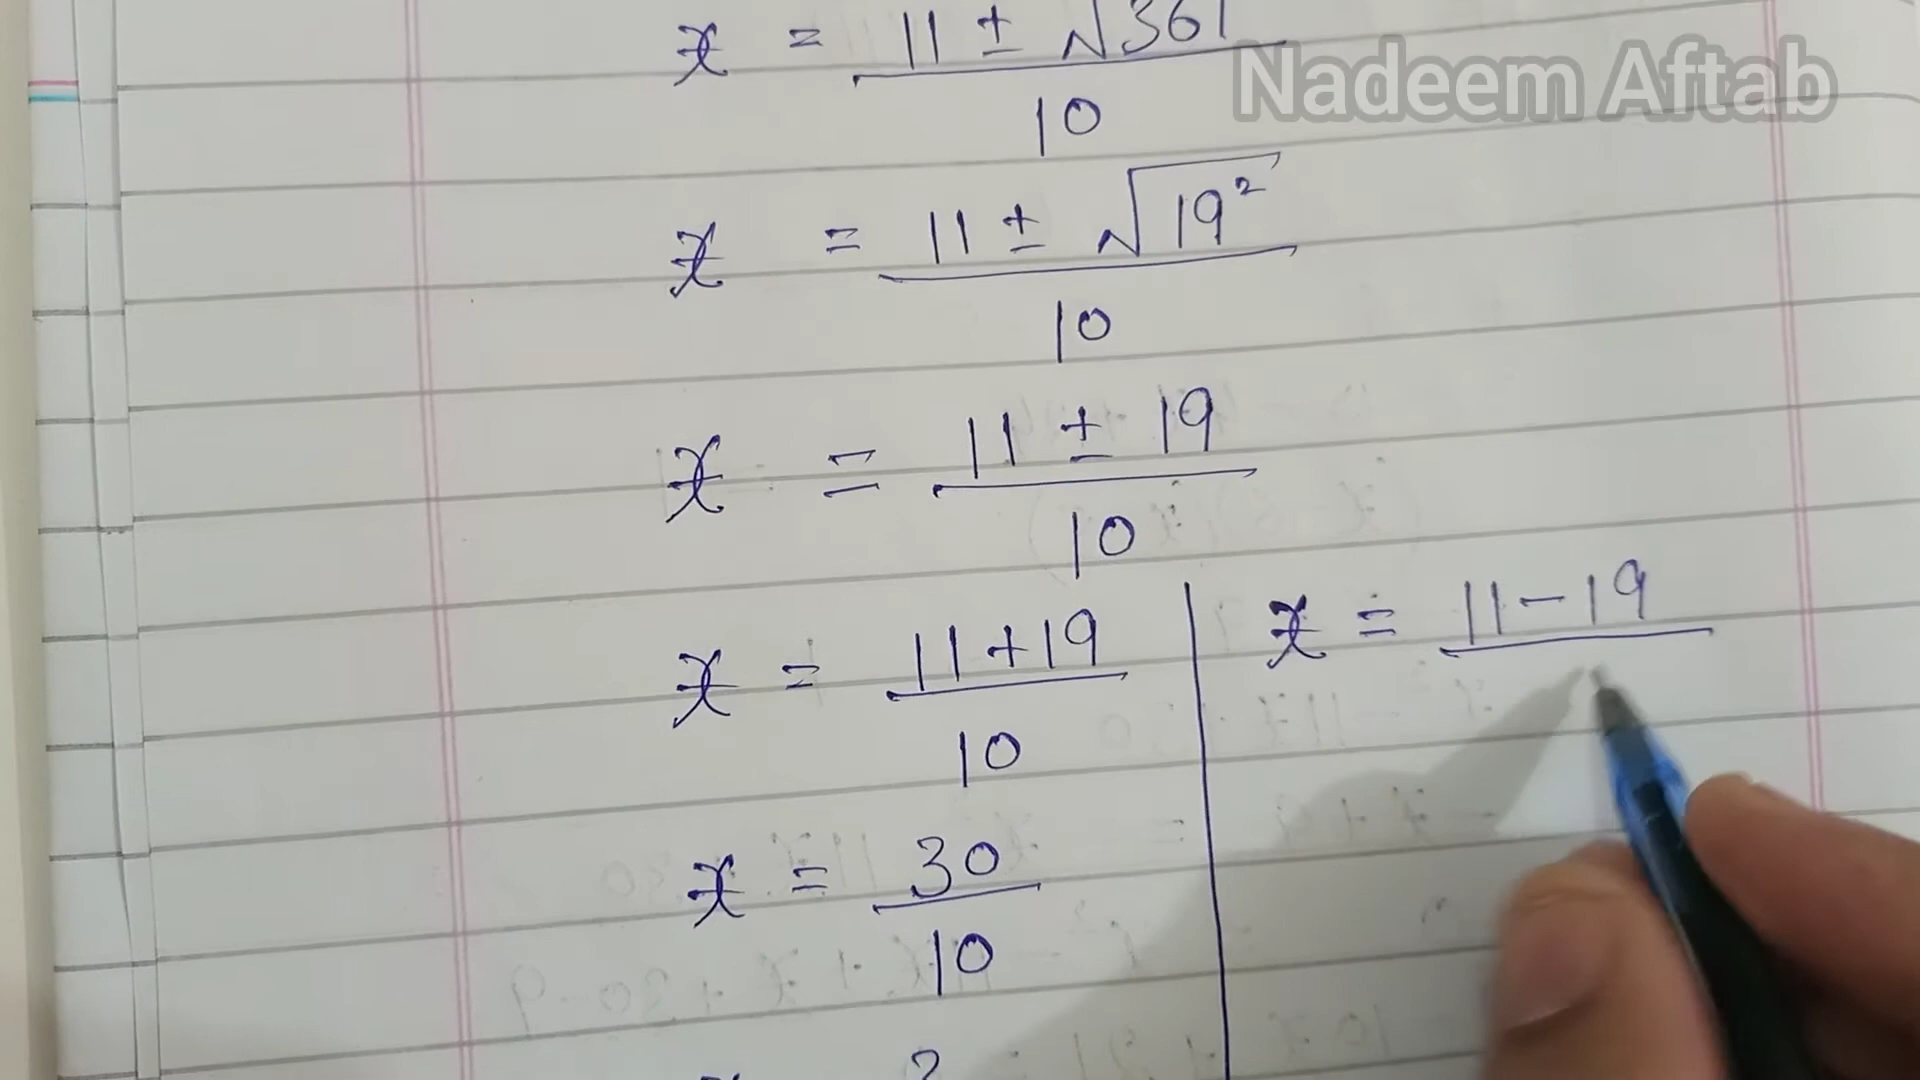 x = 11 ± √361 / 10
Nadeem Aftab
x = 11 ± √19² / 10
x = 11 ± 19 / 10
x = 11 + 19 / 10
x = 11 - 19
x = 30 / 10